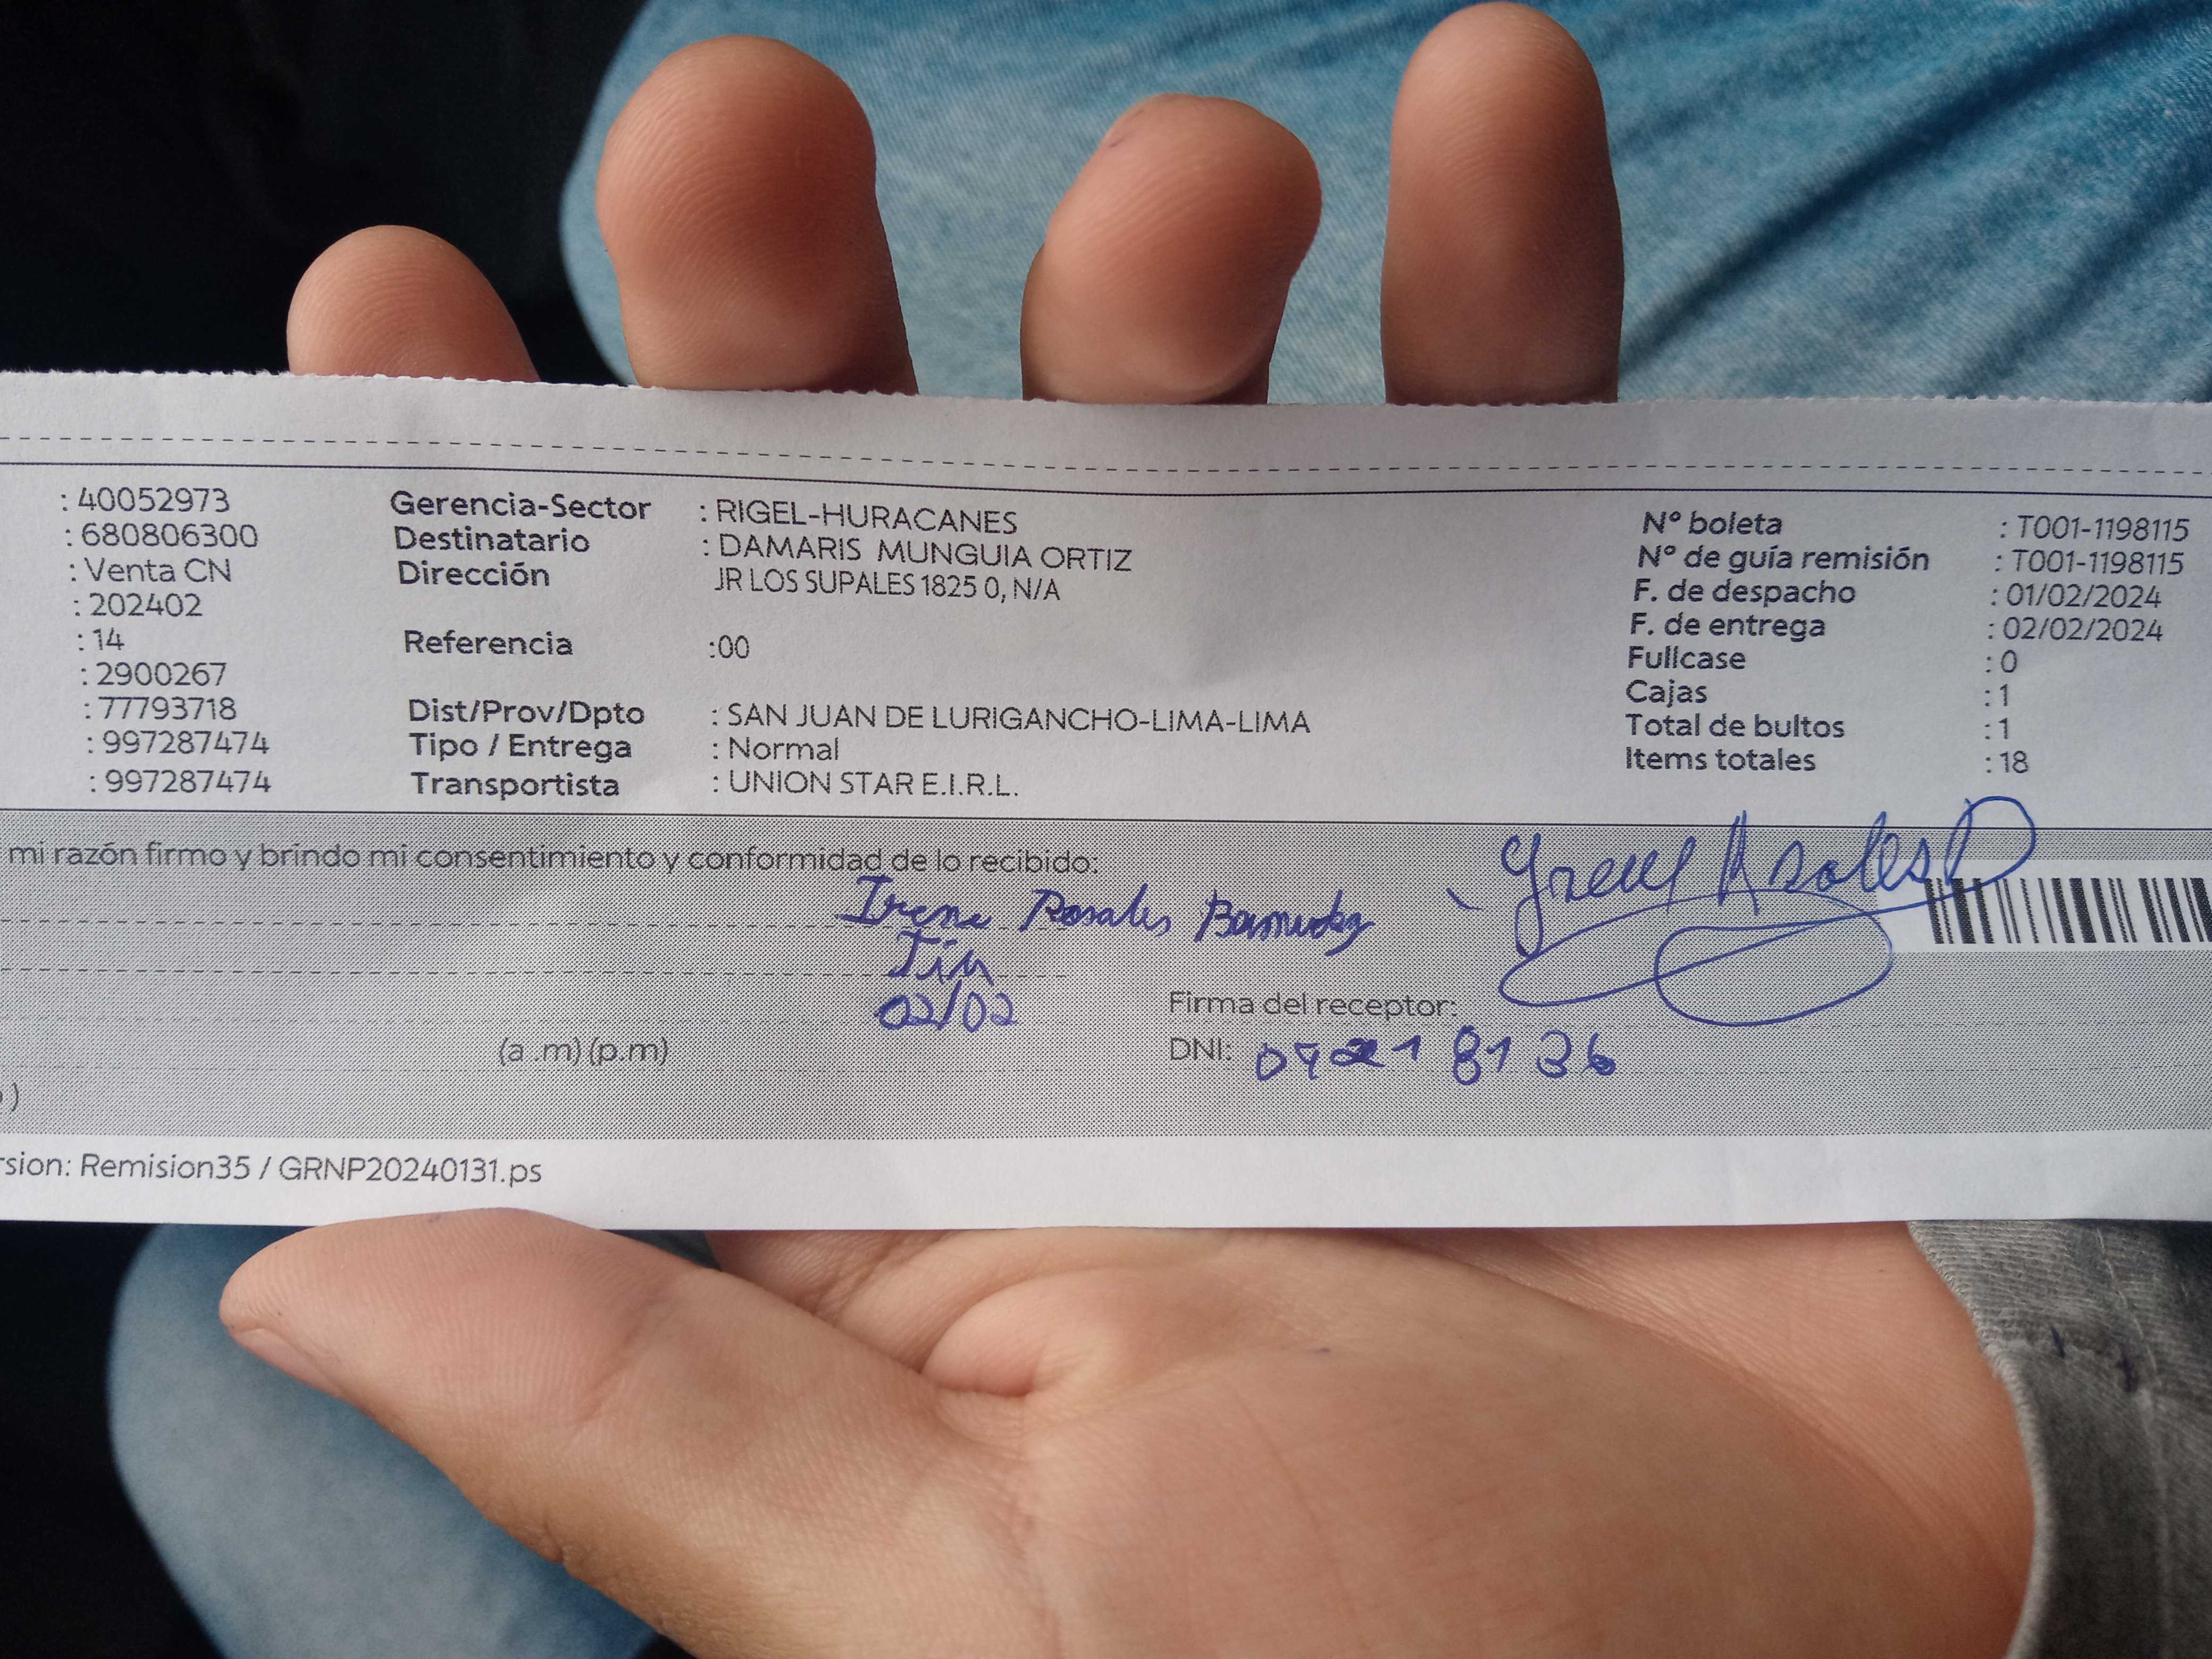 : 40052973 Gerencia-Sector : RIGEL-HURACANES Nº boleta : T001-1198115
: 680806300 Destinatario : DAMARIS MUNGUIA ORTIZ Nº de guía remisión : T001-1198115
: Venta CN Dirección JR LOS SUPALES 1825 0, N/A F. de despacho : 01/02/2024
: 202402 F. de entrega : 02/02/2024
: 14 Referencia :00 Fullcase : 0
: 2900267 Cajas : 1
: 77793718 Dist/Prov/Dpto : SAN JUAN DE LURIGANCHO-LIMA-LIMA Total de bultos : 1
: 997287474 Tipo / Entrega : Normal Items totales : 18
: 997287474 Transportista : UNION STAR E.I.R.L.
mi razón firmo y brindo mi consentimiento y conformidad de lo recibido:
Irene Rosales Bermudez
02/02
Firma del receptor:
(a .m) (p.m) DNI:
)
rsion: Remision35 / GRNP20240131.ps